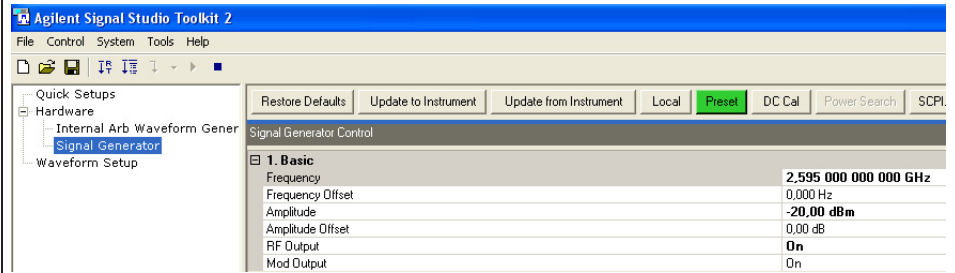 Agilent Signal Studio Toolkit 2
File Control System Tools Help
Quick Setups
Hardware
Internal Arb Waveform Gener
Signal Generator
Waveform Setup
Restore Defaults Update to Instrument Update from Instrument Local Preset DC Cal Power Search SCPI.
Signal Generator Control
1. Basic
Frequency 2,595 000 000 000 GHz
Frequency Offset 0,000 Hz
Amplitude -20,00 dBm
Amplitude Offset 0,00 dB
RF Output On
Mod Output On